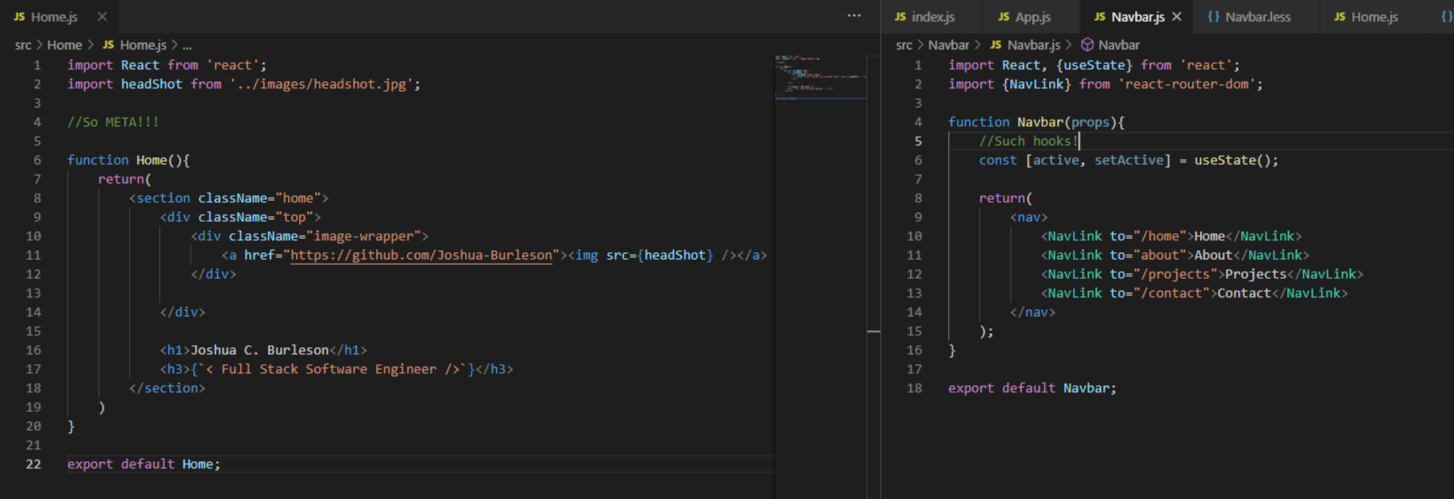 JS Home.js ×
src > Home > JS Home.js > ...
1 import React from 'react';
2 import headShot from '../images/headshot.jpg';
3
4 //So META!!!
5
6 function Home(){
7 return(
8 <section className="home">
9 <div className="top">
10 <div className="image-wrapper">
11 <a href="https://github.com/Joshua-Burleson"><img src={headShot} /></a>
12 </div>
13
14 </div>
15
16 <h1>Joshua C. Burleson</h1>
17 <h3>{`< Full Stack Software Engineer />`}</h3>
18 </section>
19 )
20 }
21
22 export default Home;
JS index.js JS App.js JS Navbar.js × {} Navbar.less JS Home.js {}
src > Navbar > JS Navbar.js > Navbar
1 import React, {useState} from 'react';
2 import {NavLink} from 'react-router-dom';
3
4 function Navbar(props){
5 //Such hooks!
6 const [active, setActive] = useState();
7
8 return(
9 <nav>
10 <NavLink to="/home">Home</NavLink>
11 <NavLink to="about">About</NavLink>
12 <NavLink to="/projects">Projects</NavLink>
13 <NavLink to="/contact">Contact</NavLink>
14 </nav>
15 );
16 }
17
18 export default Navbar;